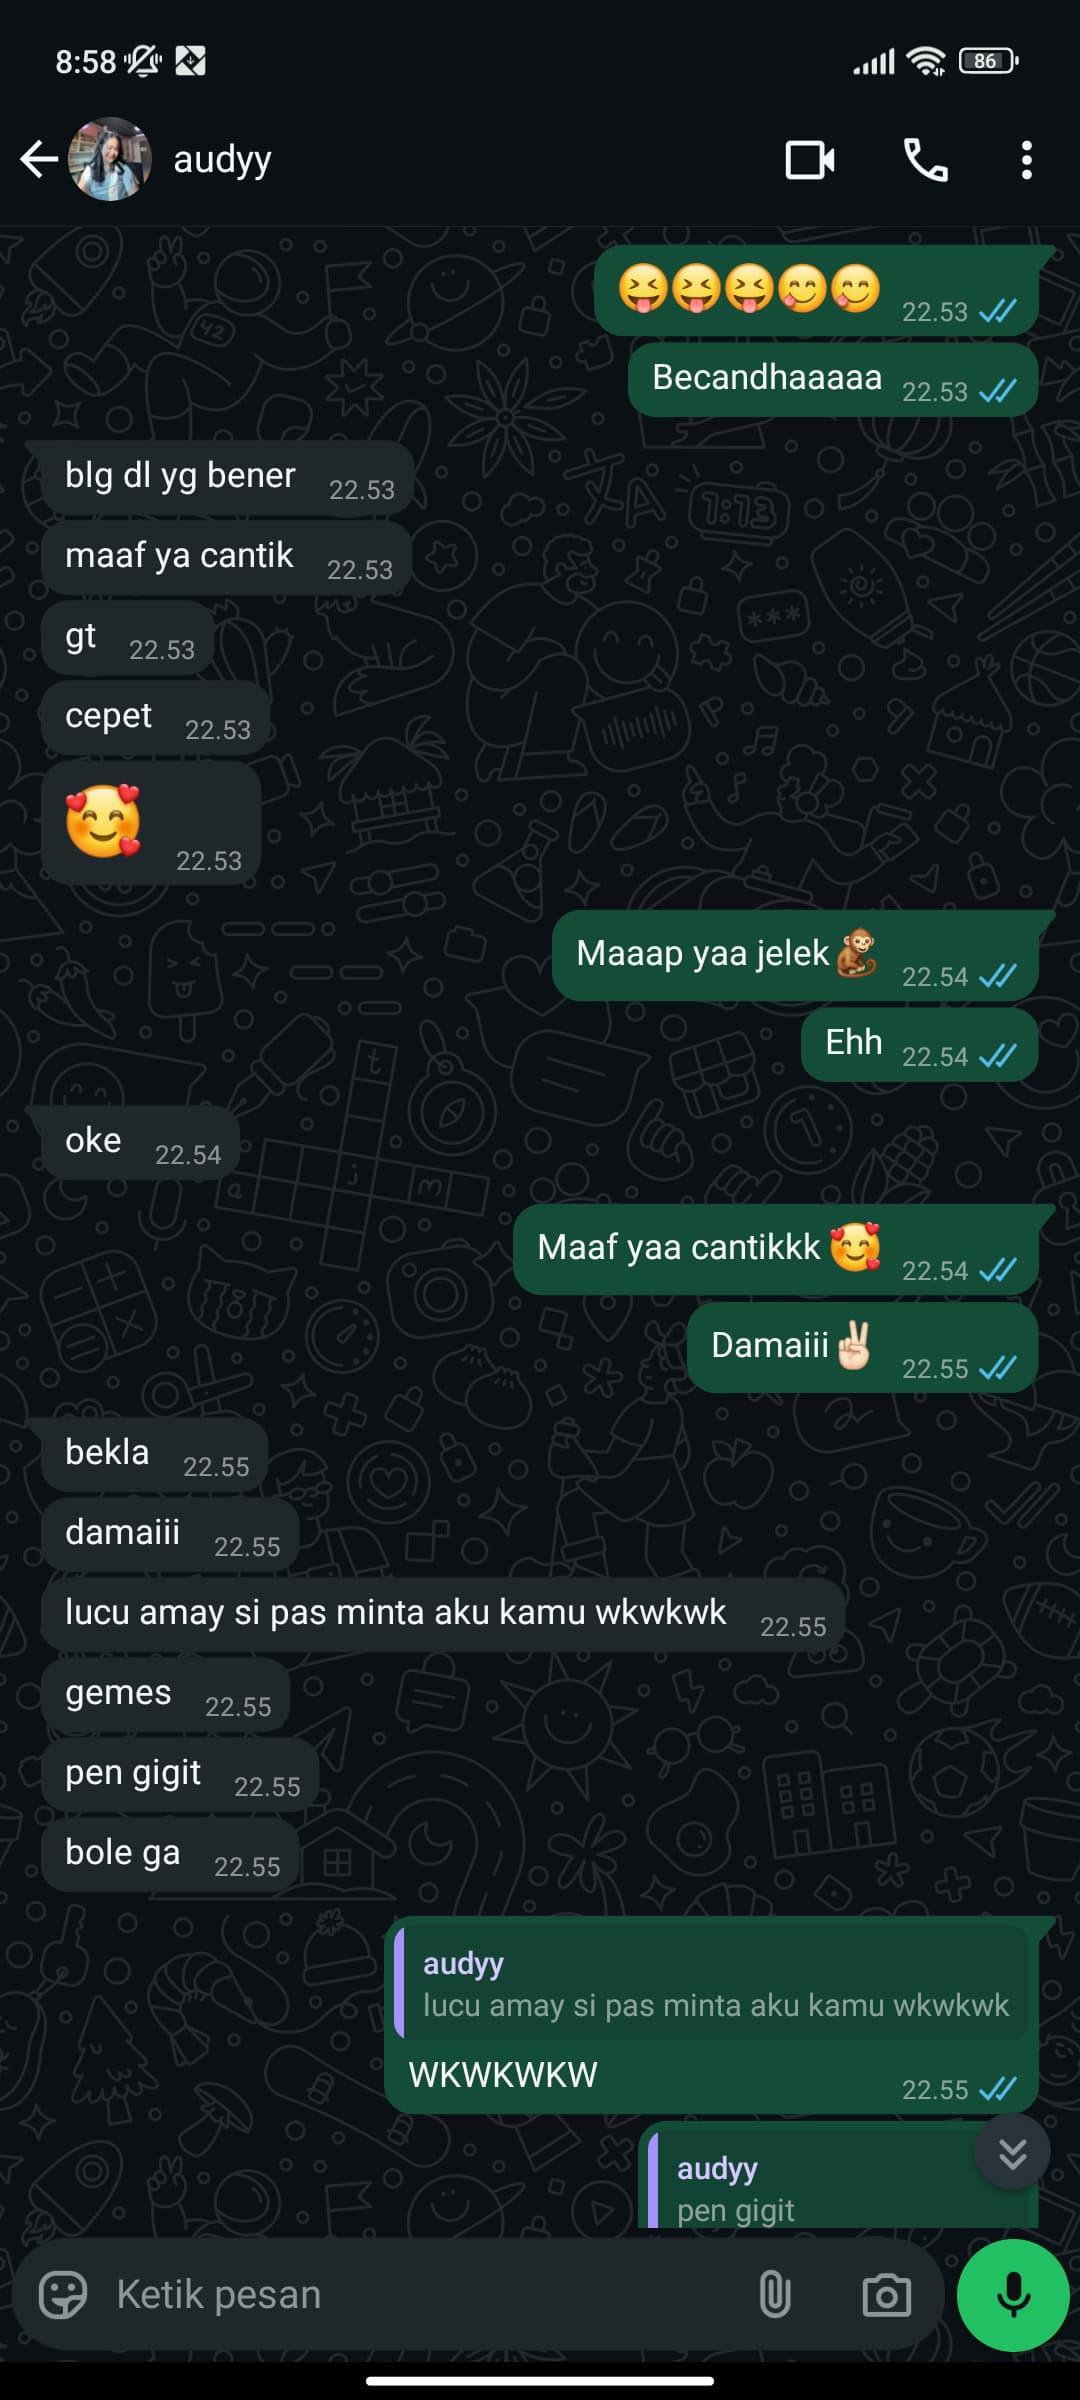 8:58
86
audyy
😝😝😝😋😋 22.53
Becandhaaaaa 22.53
blg dl yg bener 22.53
maaf ya cantik 22.53
gt 22.53
cepet 22.53
🥰 22.53
Maaap yaa jelek🐒 22.54
Ehh 22.54
oke 22.54
Maaf yaa cantikkk🥰 22.54
Damaiii✌🏻 22.55
bekla 22.55
damaiii 22.55
lucu amay si pas minta aku kamu wkwkwk 22.55
gemes 22.55
pen gigit 22.55
bole ga 22.55
audyy
lucu amay si pas minta aku kamu wkwkwk
WKWKWKW 22.55
audyy
pen gigit
Ketik pesan